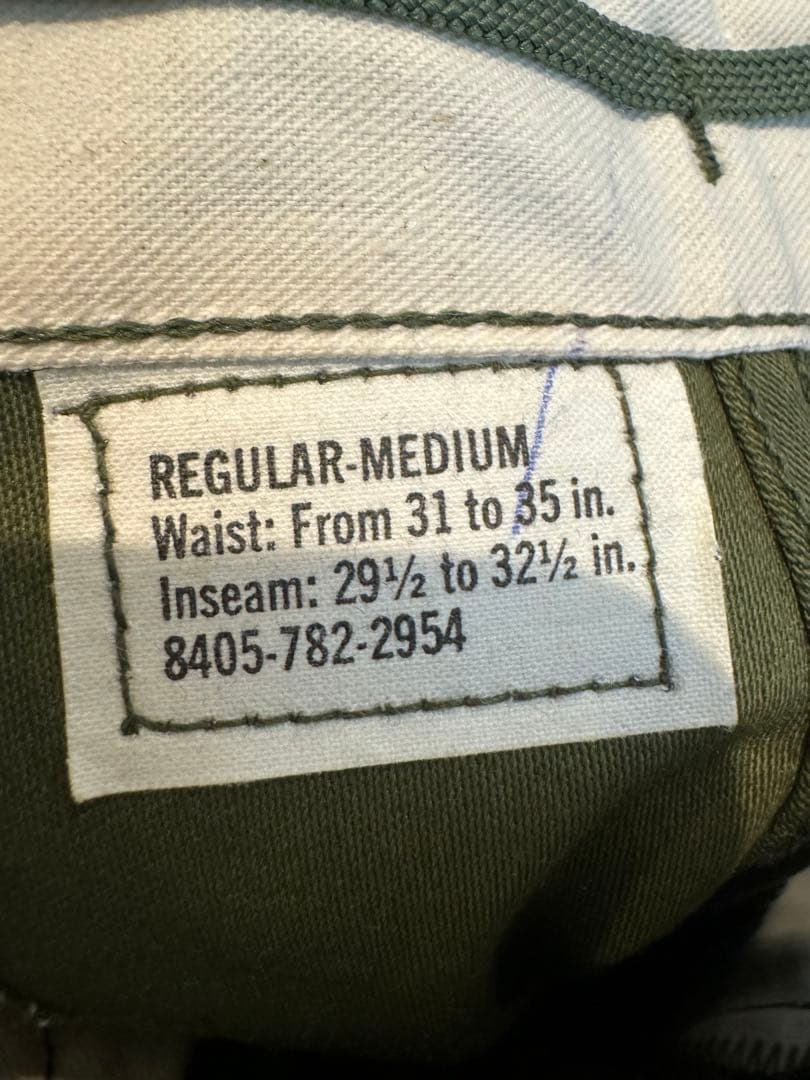 REGULAR-MEDIUM
Waist: From 31 to 35 in.
Inseam: 29½ to 32½ in.
8405-782-2954